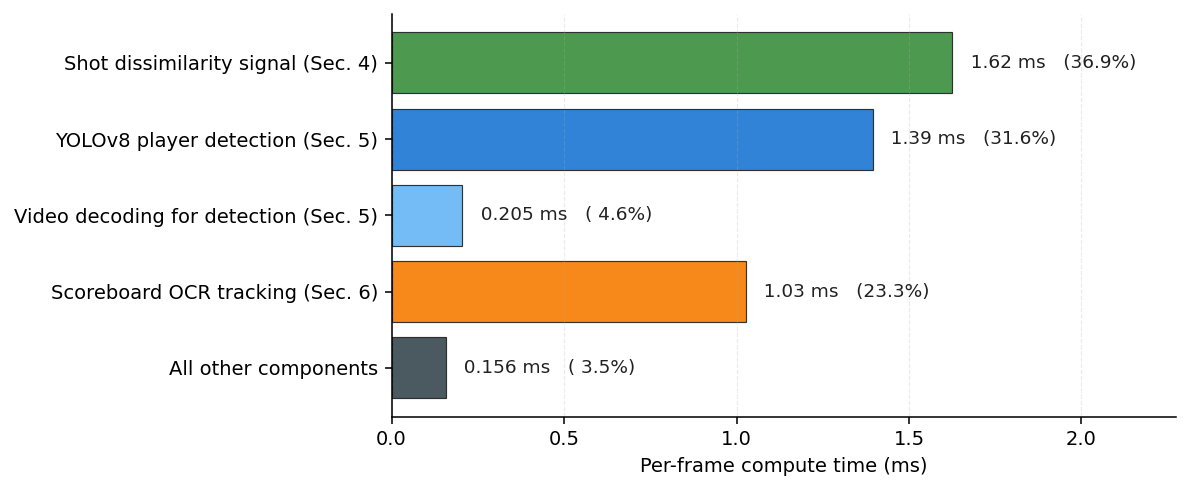 Shot dissimilarity signal (Sec. 4) 1.62 ms (36.9%)
YOLOv8 player detection (Sec. 5) 1.39 ms (31.6%)
Video decoding for detection (Sec. 5) 0.205 ms ( 4.6%)
Scoreboard OCR tracking (Sec. 6) 1.03 ms (23.3%)
All other components 0.156 ms ( 3.5%)
0.0 0.5 1.0 1.5 2.0
Per-frame compute time (ms)